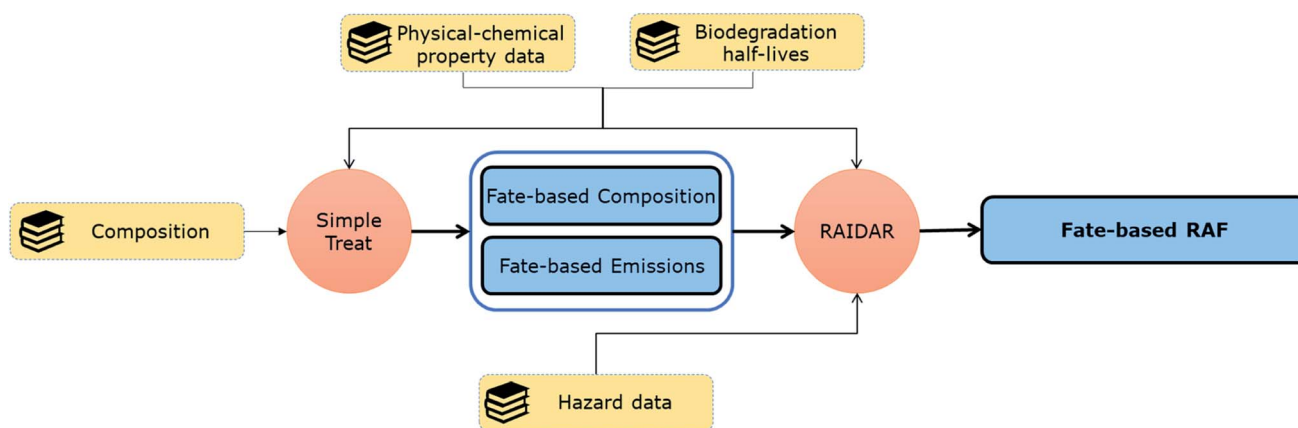 Physical-chemical
property data
Biodegradation
half-lives
Composition
Simple
Treat
Fate-based Composition
Fate-based Emissions
RAIDAR
Fate-based RAF
Hazard data